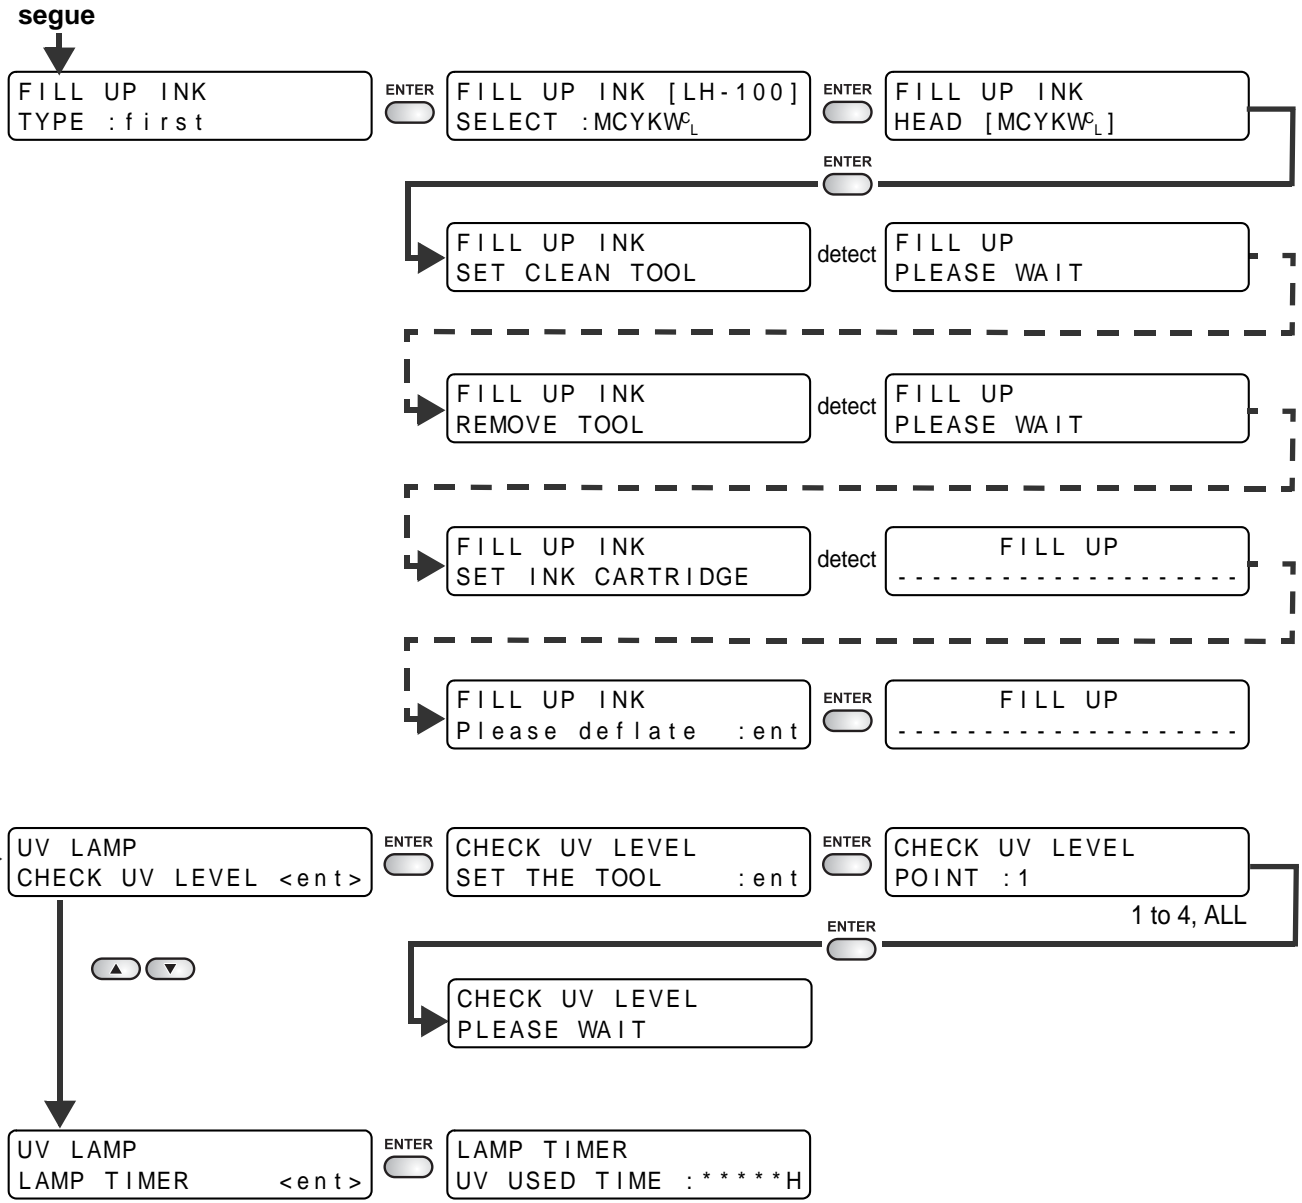 segue
FILL UP INK
TYPE :first
ENTER
FILL UP INK [LH-100]
SELECT :MCYKWCL
ENTER
FILL UP INK
HEAD [MCYKWCL]
ENTER
FILL UP INK
SET CLEAN TOOL
detect
FILL UP
PLEASE WAIT
FILL UP INK
REMOVE TOOL
detect
FILL UP
PLEASE WAIT
FILL UP INK
SET INK CARTRIDGE
detect
FILL UP
--------------------
FILL UP INK
Please deflate :ent
ENTER
FILL UP
--------------------
UV LAMP
CHECK UV LEVEL <ent>
ENTER
CHECK UV LEVEL
SET THE TOOL :ent
ENTER
CHECK UV LEVEL
POINT :1
1 to 4, ALL
ENTER
CHECK UV LEVEL
PLEASE WAIT
UV LAMP
LAMP TIMER <ent>
ENTER
LAMP TIMER
UV USED TIME :*****H